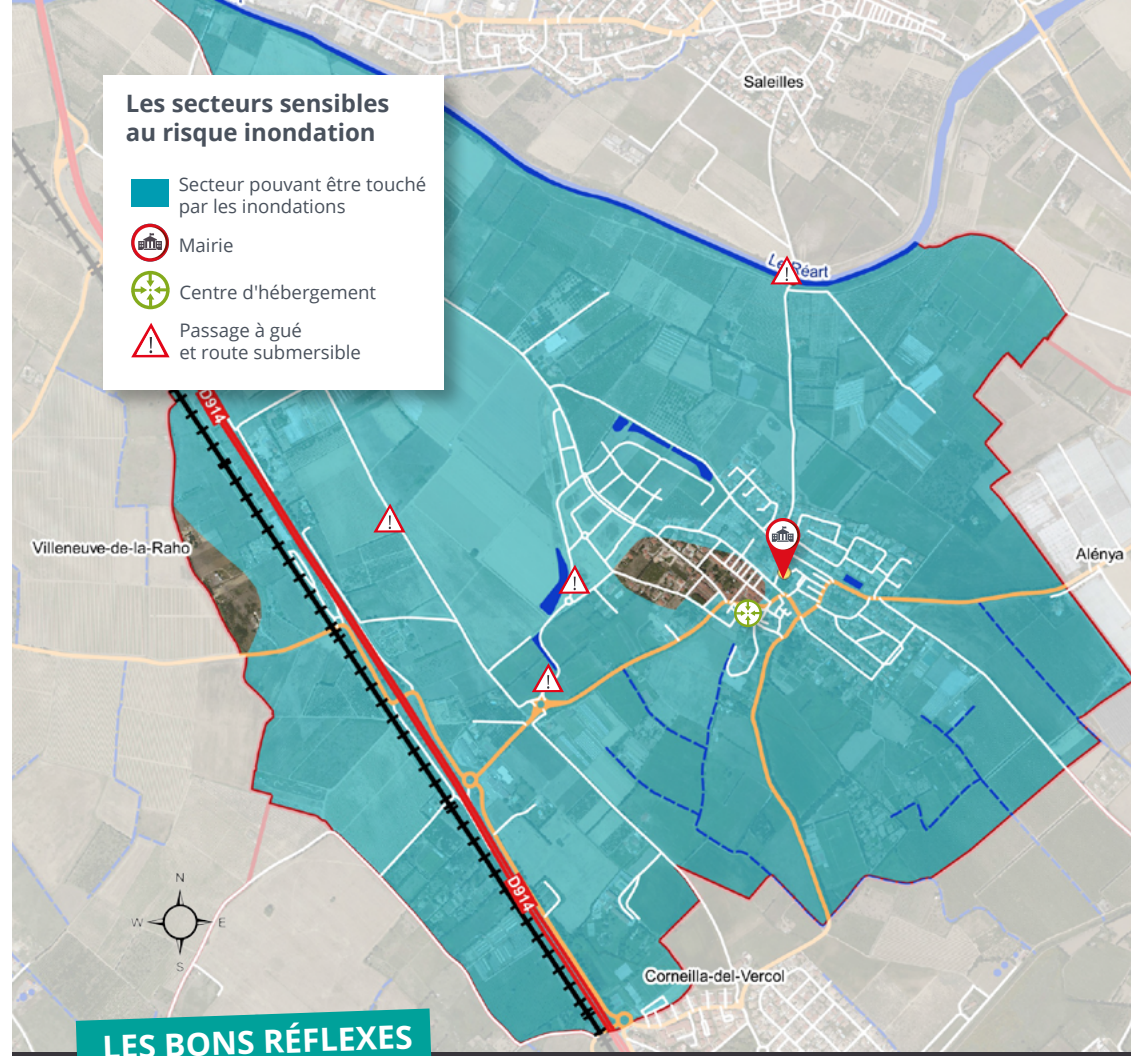 Saleilles
Les secteurs sensibles
au risque inondation
Secteur pouvant être touché
par les inondations
Mairie
Centre d'hébergement
Passage à gué
et route submersible
Le Réart
D914
Villeneuve-de-la-Raho
Alénya
N
W
E
S
D914
Corneilla-del-Vercol
LES BONS RÉFLEXES